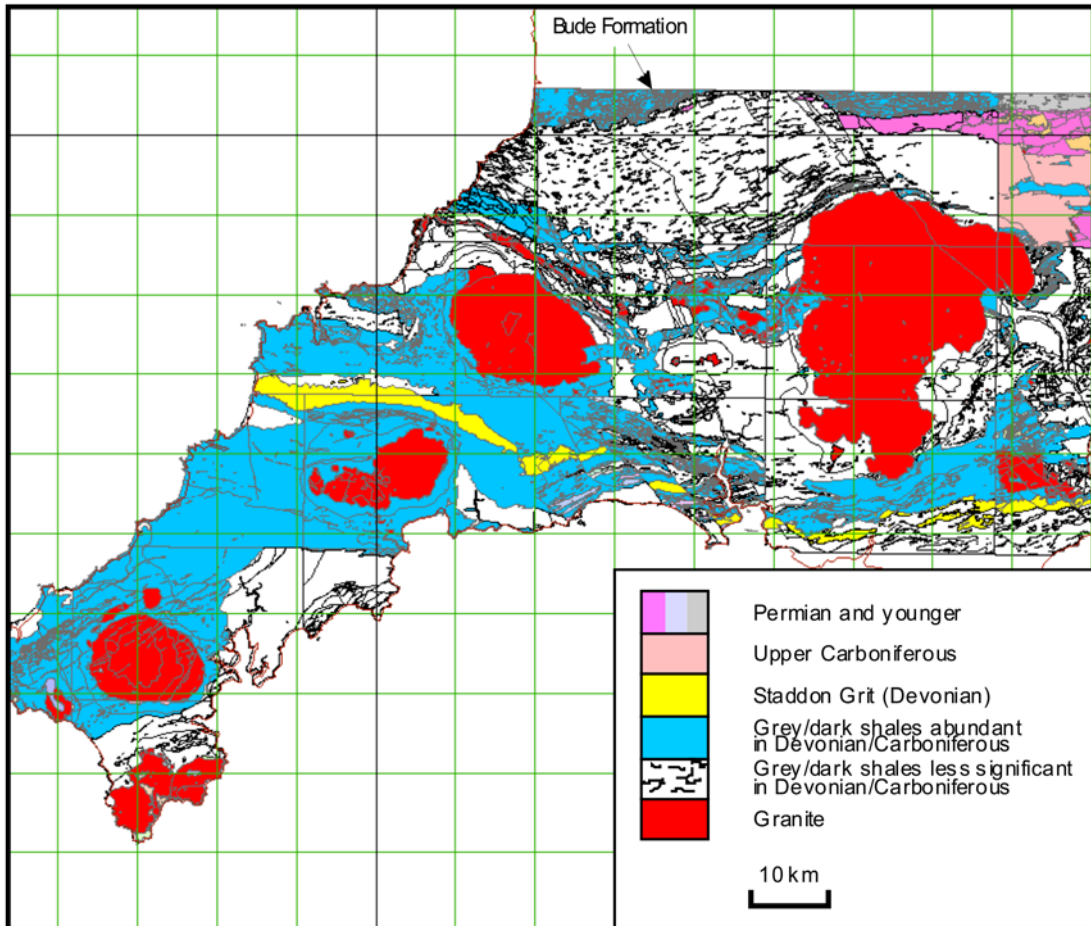 Bude Formation
Permian and younger
Upper Carboniferous
Staddon Grit (Devonian)
Grey/dark shales abundant
in Devonian/Carboniferous
Grey/dark shales less significant
in Devonian/Carboniferous
Granite
10 km